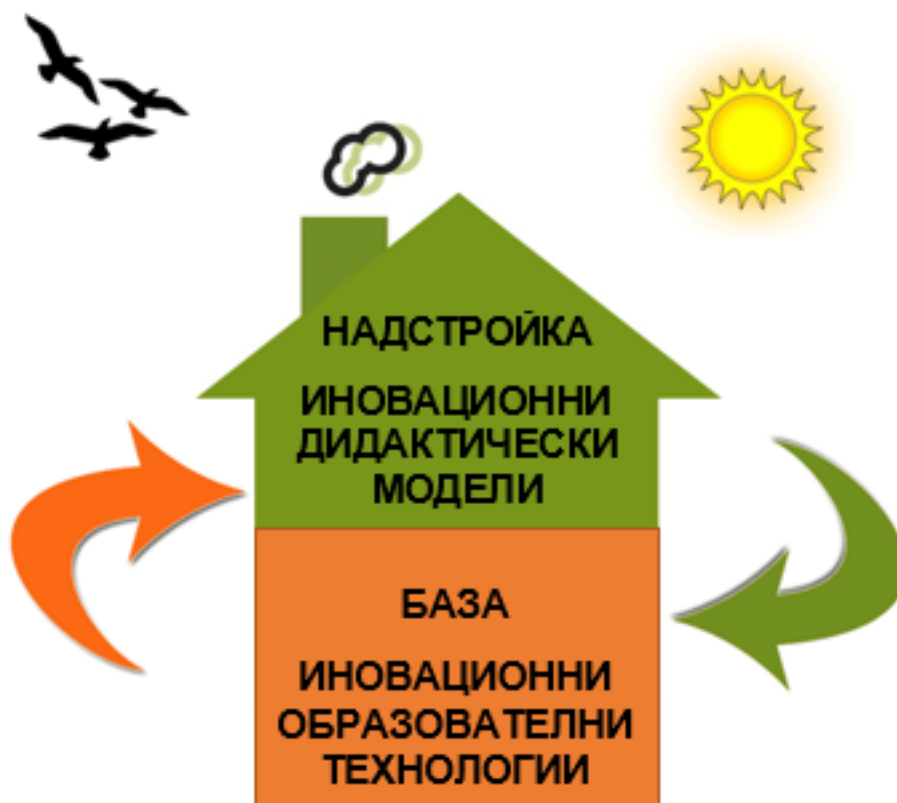 НАДСТРОЙКА
ИНОВАЦИОННИ
ДИДАКТИЧЕСКИ
МОДЕЛИ
БАЗА
ИНОВАЦИОННИ
ОБРАЗОВАТЕЛНИ
ТЕХНОЛОГИИ